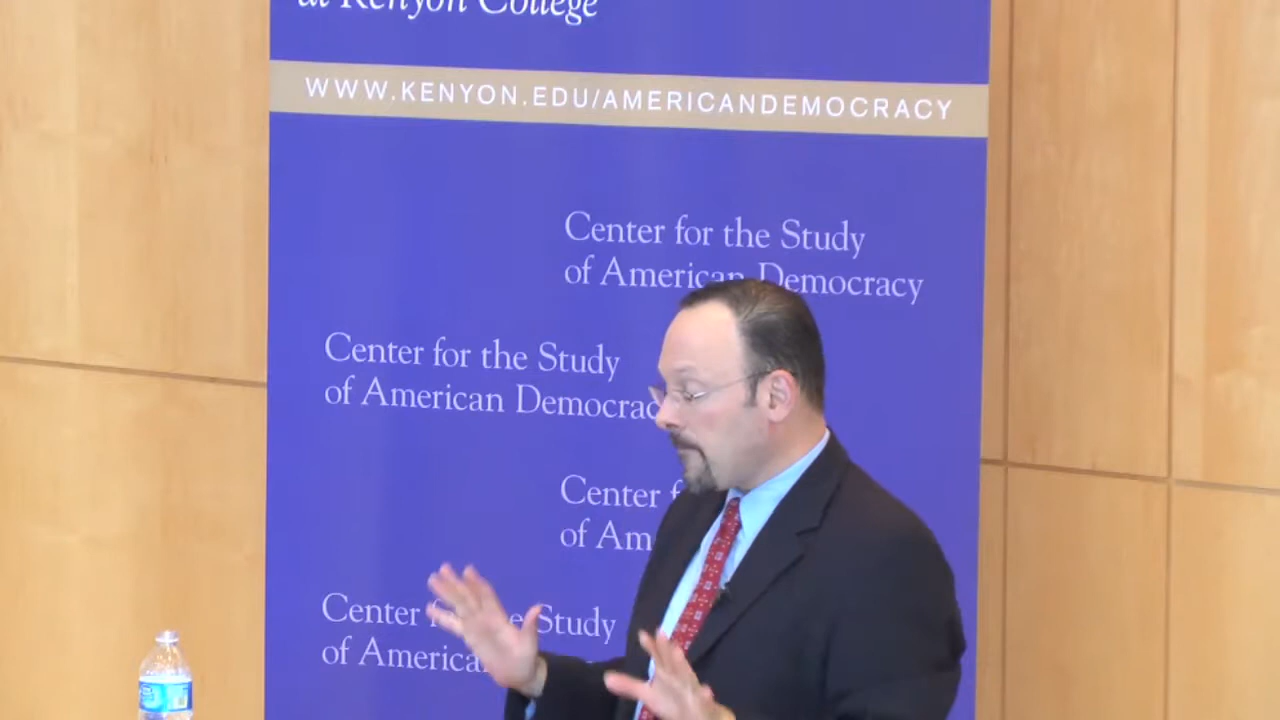 at Kenyon College
WWW.KENYON.EDU/AMERICANDEMOCRACY
Center for the Study
of American Democracy
Center for the Study
of American Democrac
Center f
of Am
Center f e Study
of America